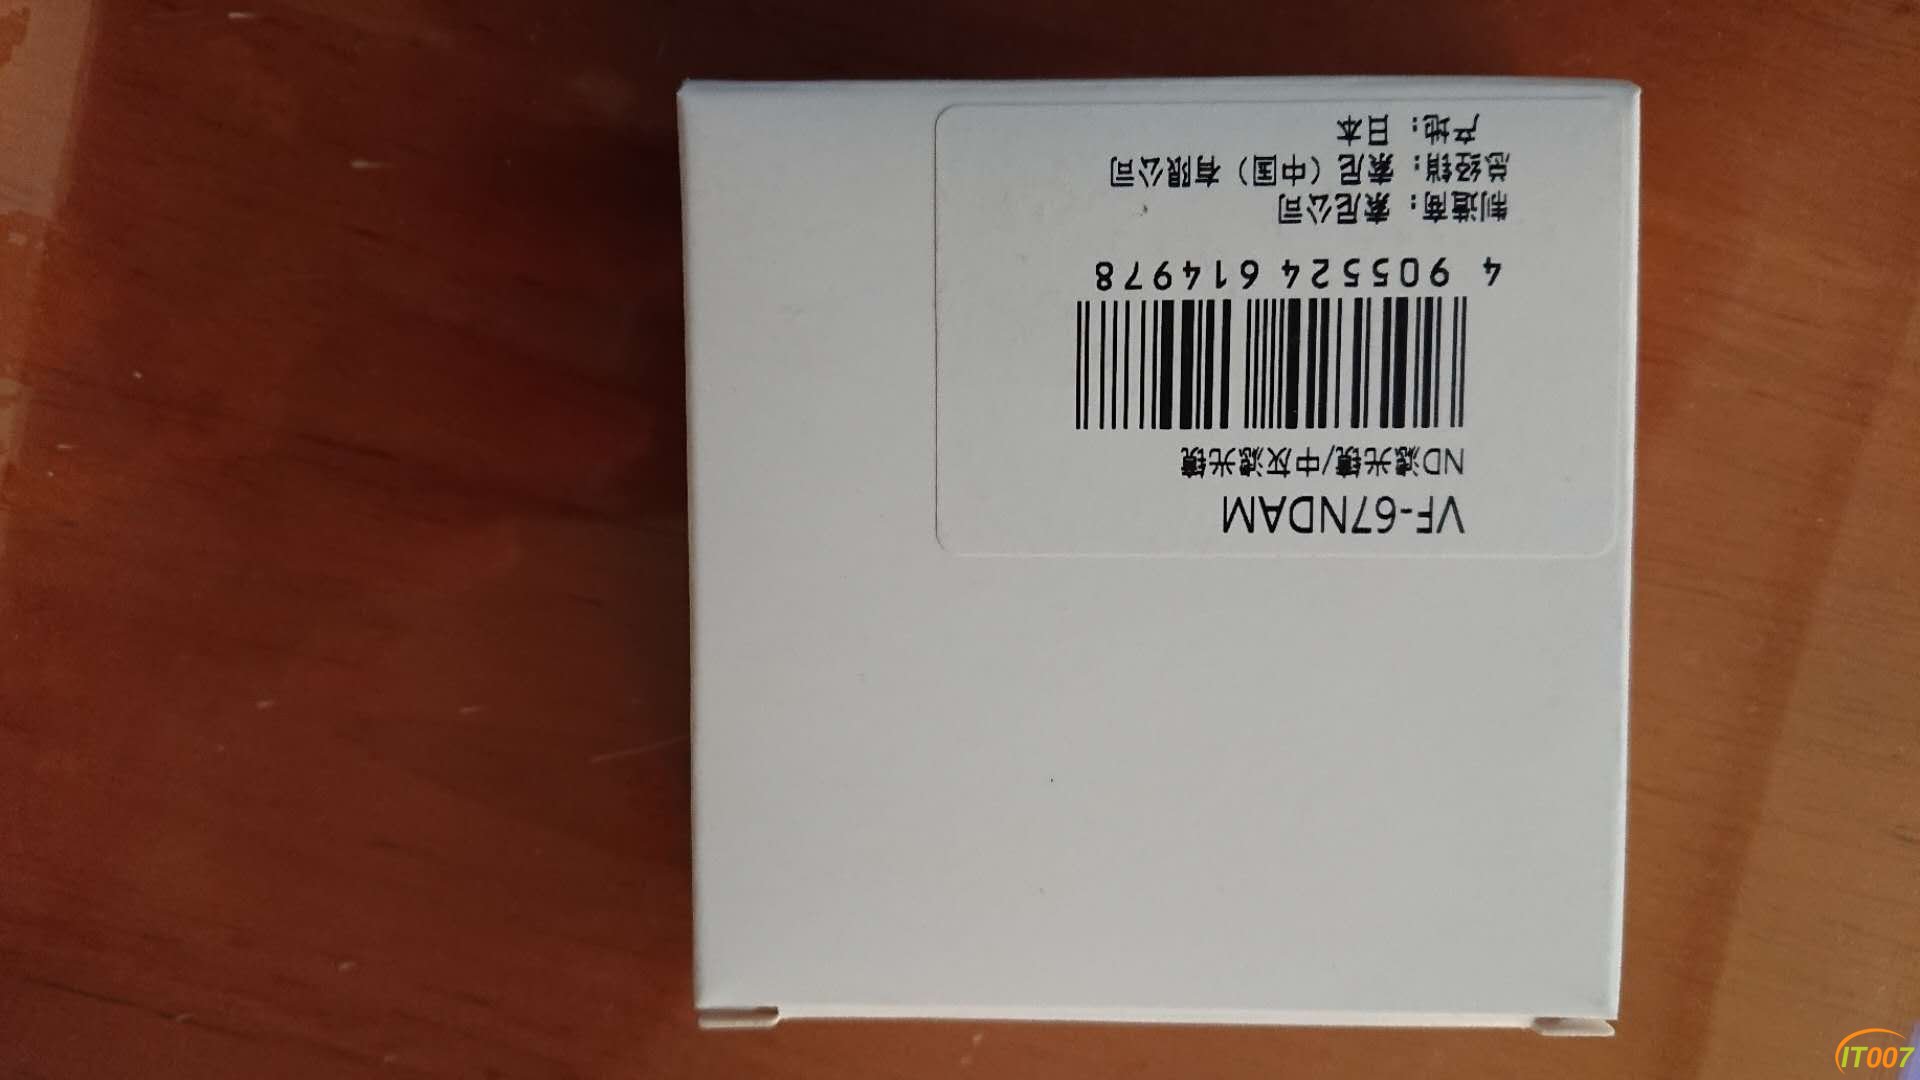 VF-67NDAM
ND滤光镜/中灰滤光镜
4 905524 614978
制造商：索尼公司
总经销：索尼（中国）有限公司
产地：日本
IT007